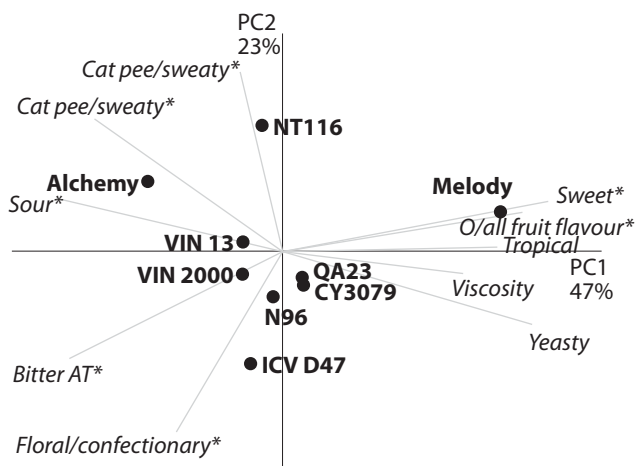 PC2
23%
Cat pee/sweaty*
Cat pee/sweaty*
NT116
Alchemy
Melody
Sweet*
Sour*
O/all fruit flavour*
VIN 13
Tropical
VIN 2000
QA23
PC1
CY3079
Viscosity
47%
N96
Yeasty
ICV D47
Bitter AT*
Floral/confectionary*